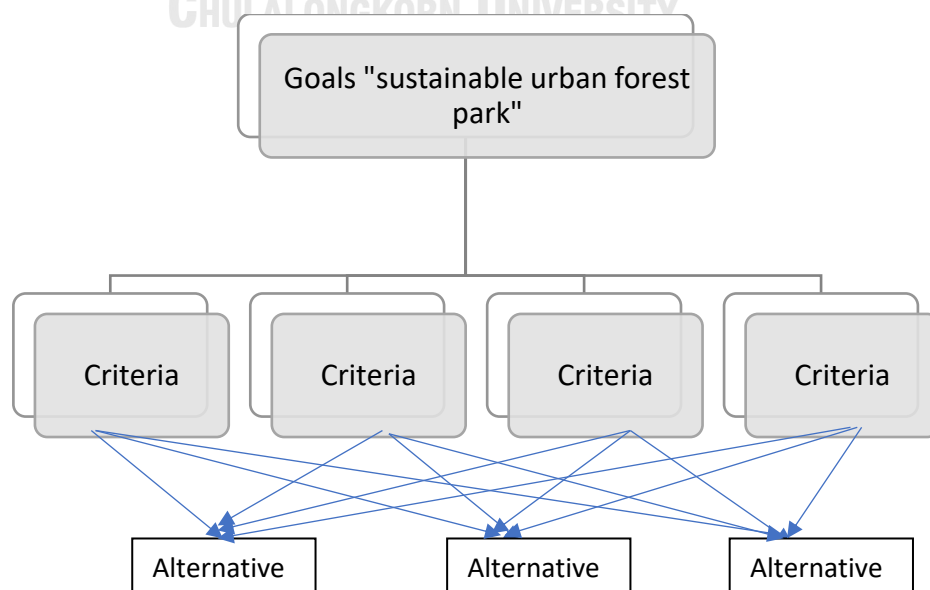 CHULALONGKORN UNIVERSITY
Goals "sustainable urban forest
park"
Criteria
Criteria
Criteria
Criteria
Alternative
Alternative
Alternative